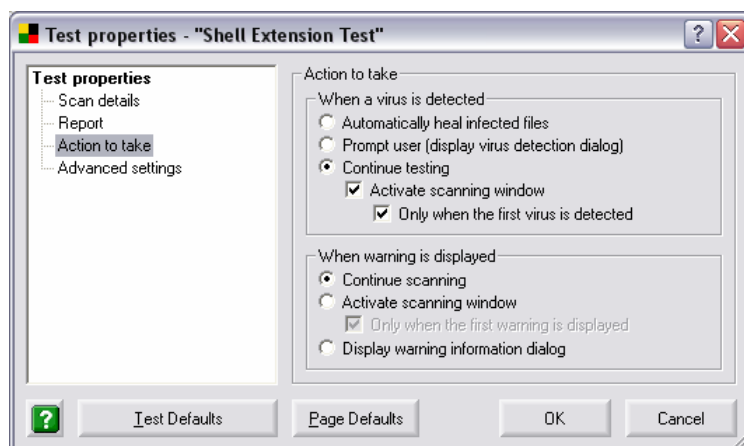 Test properties - "Shell Extension Test"
?
Test properties
Scan details
Report
Action to take
Advanced settings
Action to take
When a virus is detected
Automatically heal infected files
Prompt user (display virus detection dialog)
Continue testing
Activate scanning window
Only when the first virus is detected
When warning is displayed
Continue scanning
Activate scanning window
Only when the first warning is displayed
Display warning information dialog
?
Test Defaults
Page Defaults
OK
Cancel